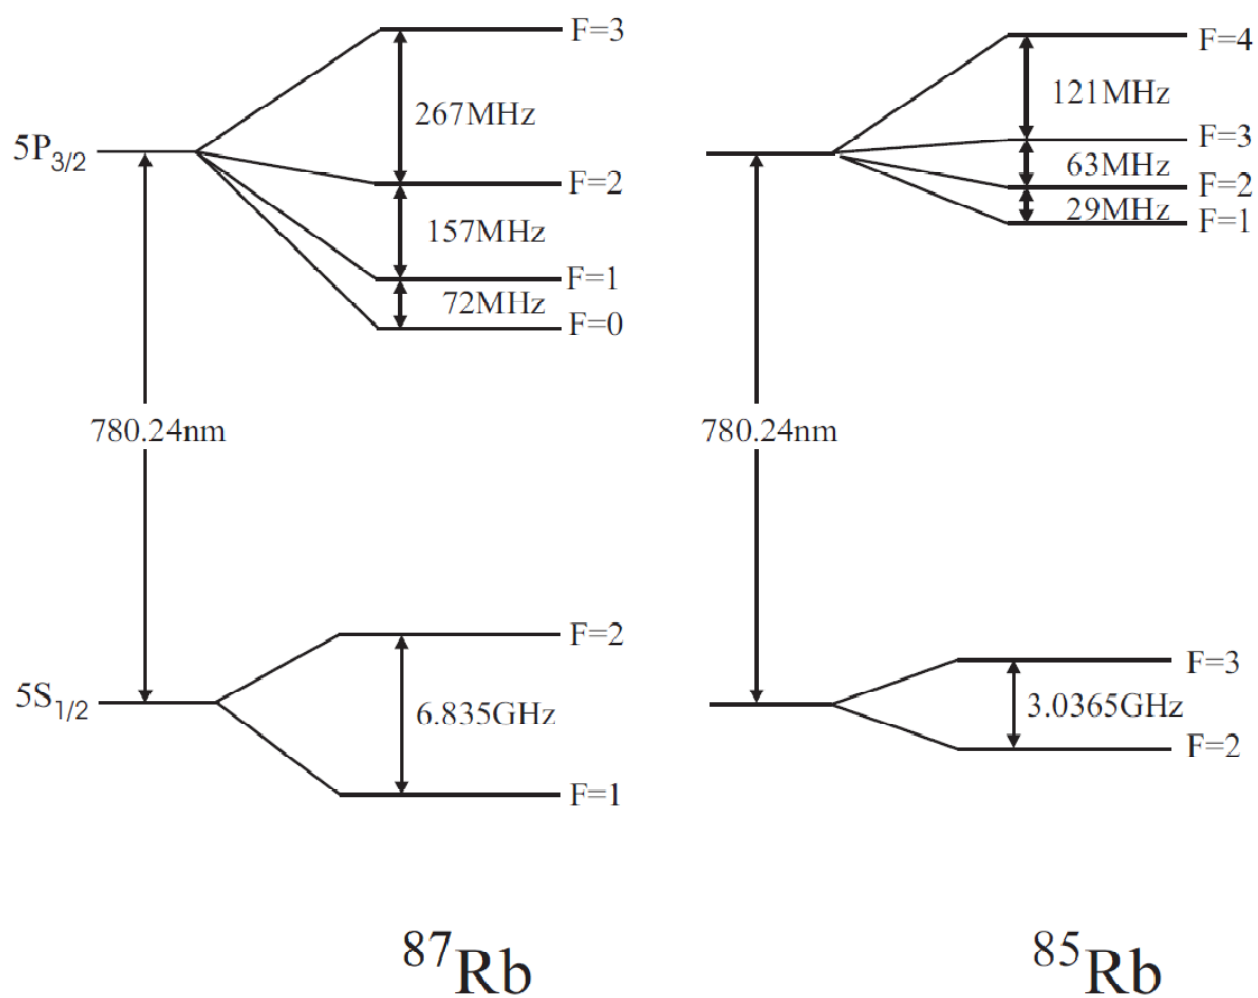 F=3
267MHz
5P3/2
F=2
157MHz
F=1
72MHz
F=0
780.24nm
F=2
5S1/2
6.835GHz
F=1
87Rb
F=4
121MHz
F=3
63MHz
F=2
29MHz
F=1
780.24nm
F=3
3.0365GHz
F=2
85Rb